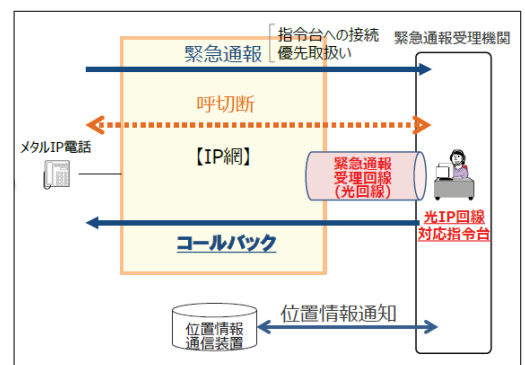 指令台への接続
優先取扱い
緊急通報
緊急通報受理機関
呼切断
メタルIP電話
【IP網】
緊急通報
受理回線
(光回線)
光IP回線
対応指令台
コールバック
位置情報通知
位置情報
通信装置